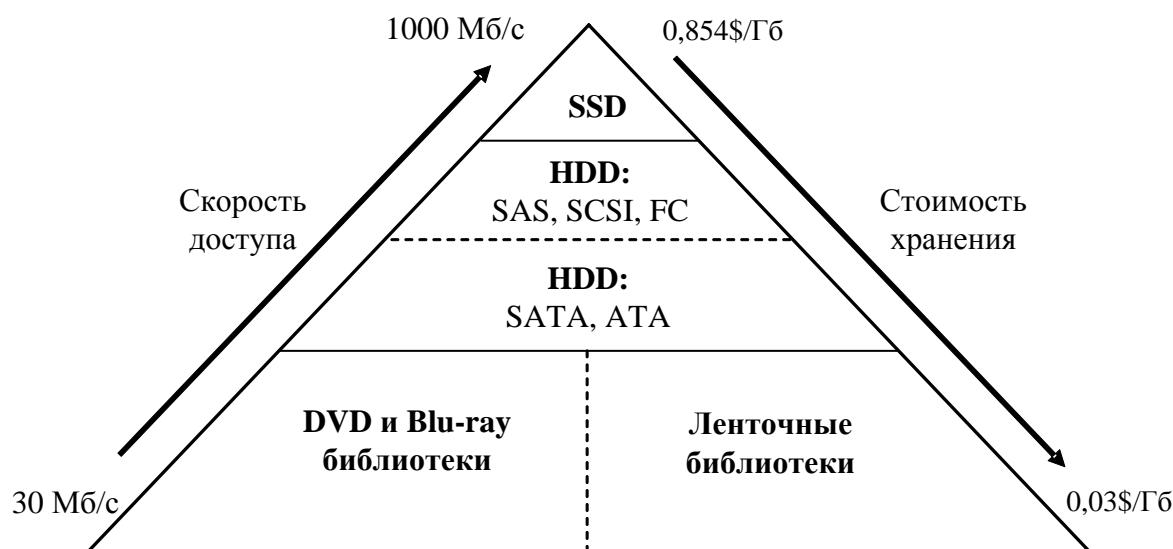 1000 Мб/с
0,854$/Гб
SSD
HDD:
SAS, SCSI, FC
Скорость
доступа
Стоимость
хранения
HDD:
SATA, ATA
DVD и Blu-ray
библиотеки
Ленточные
библиотеки
30 Мб/с
0,03$/Гб